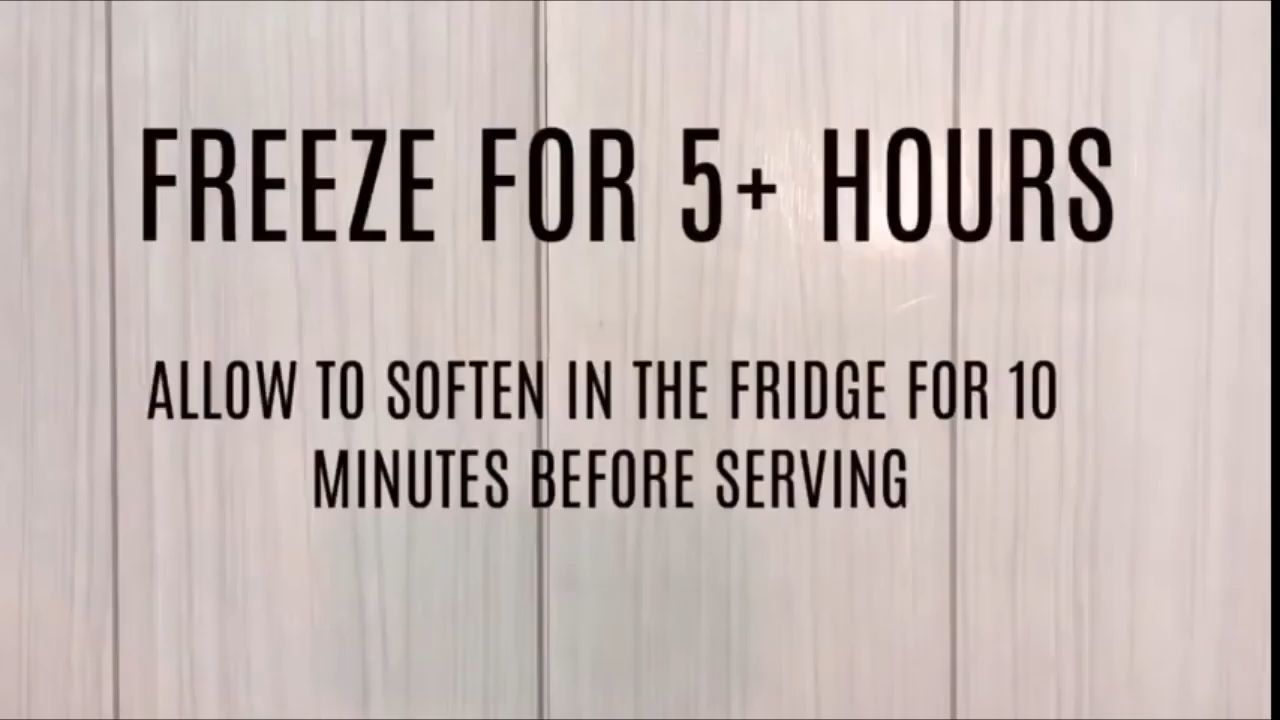 FREEZE FOR 5+ HOURS
ALLOW TO SOFTEN IN THE FRIDGE FOR 10
MINUTES BEFORE SERVING